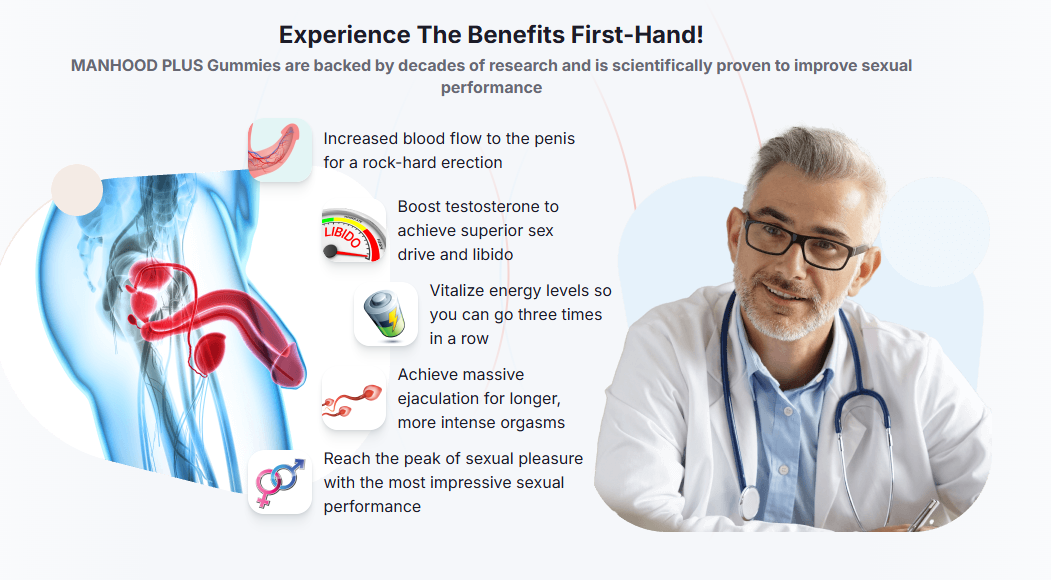 Experience The Benefits First-Hand!
MANHOOD PLUS Gummies are backed by decades of research and is scientifically proven to improve sexual
performance
Increased blood flow to the penis
for a rock-hard erection
Boost testosterone to
achieve superior sex
drive and libido
LIBIDO
Vitalize energy levels so
you can go three times
in a row
Achieve massive
ejaculation for longer,
more intense orgasms
Reach the peak of sexual pleasure
with the most impressive sexual
performance